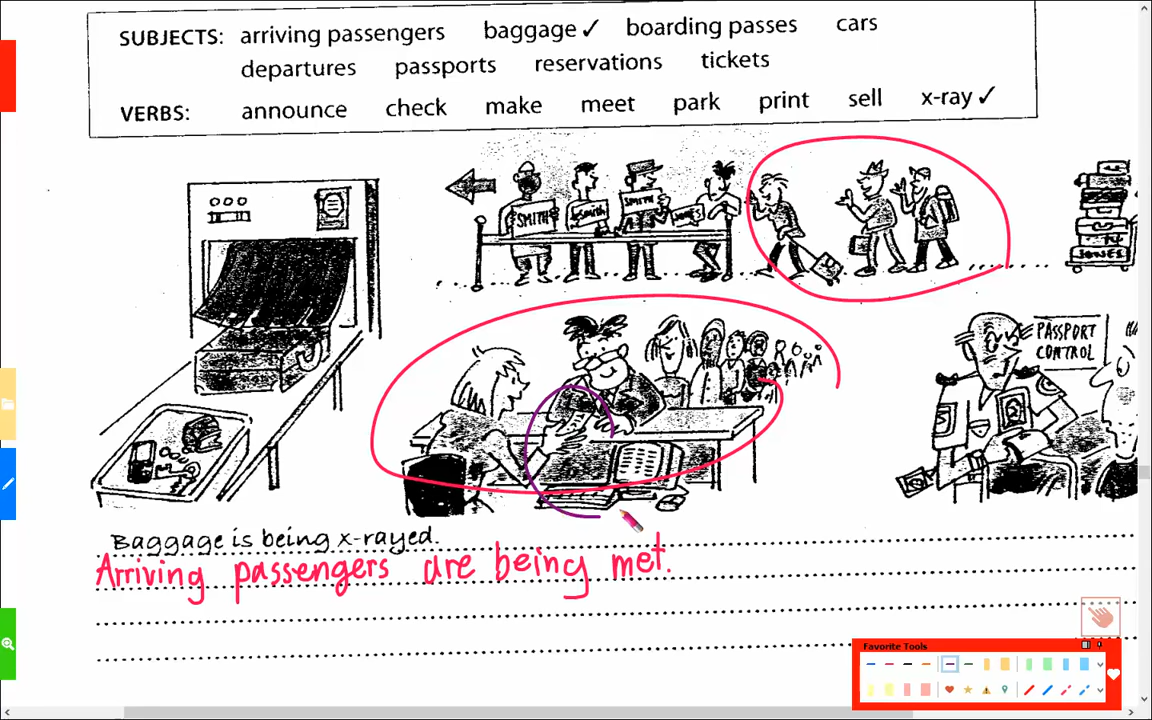 SUBJECTS: arriving passengers baggage ✓ boarding passes cars
departures passports reservations tickets
VERBS: announce check make meet park print sell x-ray ✓
SMITH SMITH SMITH JONES
JONES
PASSPORT
CONTROL
Baggage is being x-rayed.
Arriving passengers are being met.
Favorite Tools